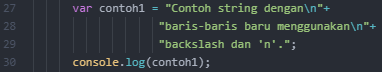 27 var contoh1 = "Contoh string dengan\n"+
28 "baris-baris baru menggunakan\n"+
29 "backslash dan 'n'.";
30 console.log(contoh1);